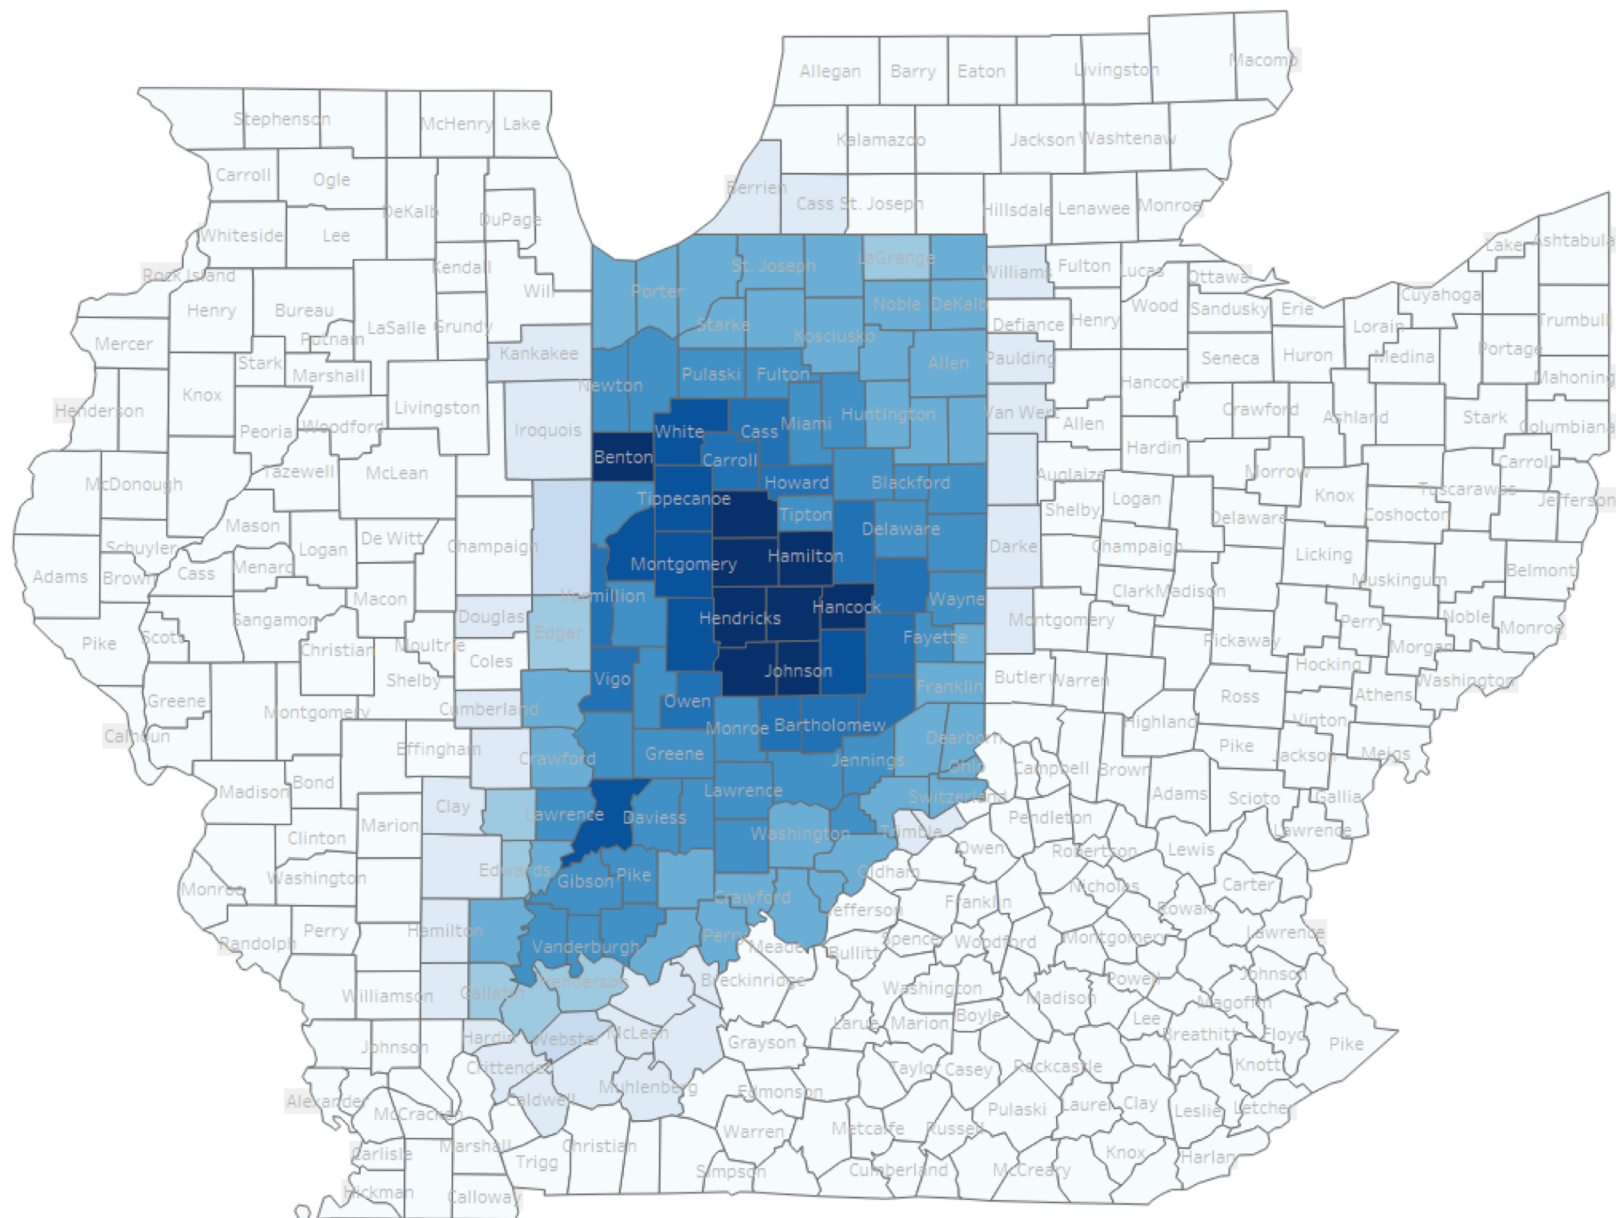 Macomb
Allegan
Barry
Eaton
Livingston
Stephenson
McHenry
Lake
Kalamazoo
Jackson
Washtenaw
Carroll
Ogle
Berrien
Cass
St. Joseph
Hillsdale
Lenawee
Monroe
DeKalb
DuPage
Whiteside
Lee
Rock Island
Kendall
St. Joseph
LaGrange
Williams
Fulton
Lucas
Ottawa
Lake
Ashtabula
Henry
Bureau
Will
Porter
Noble
DeKalb
Wood
Sandusky
Erie
Cuyahoga
Mercer
Putnam
LaSalle
Grundy
Starke
Kosciusko
Defiance
Henry
Lorain
Trumbull
Stark
Marshall
Kankakee
Allen
Paulding
Seneca
Huron
Medina
Portage
Knox
Newton
Pulaski
Fulton
Hancock
Mahoning
Henderson
Livingston
Huntington
Van Wert
Crawford
Ashland
Stark
Peoria
Woodford
Iroquois
White
Cass
Miami
Allen
Columbiana
Tazewell
McLean
Benton
Carroll
Hardin
Carroll
McDonough
Howard
Blackford
Auglaize
Morrow
Knox
Tuscarawas
Jefferson
Mason
Tippecanoe
Tipton
Shelby
Logan
Delaware
Coshocton
Schuyler
Logan
De Witt
Champaign
Delaware
Darke
Champaign
Licking
Adams
Brown
Cass
Menard
Montgomery
Hamilton
Muskingum
Belmont
Macon
Vermillion
Wayne
Clark
Madison
Pike
Scott
Sangamon
Douglas
Edgar
Hendricks
Hancock
Montgomery
Perry
Noble
Monroe
Christian
Moultrie
Fayette
Pickaway
Morgan
Shelby
Coles
Vigo
Johnson
Butler
Warren
Hocking
Washington
Greene
Montgomery
Cumberland
Owen
Franklin
Ross
Athens
Calhoun
Effingham
Monroe
Bartholomew
Highland
Vinton
Crawford
Greene
Jennings
Dearborn
Pike
Jackson
Meigs
Ohio
Campbell
Brown
Madison
Bond
Clay
Lawrence
Switzerland
Adams
Scioto
Gallia
Marion
Lawrence
Daviess
Washington
Trimble
Pendleton
Lawrence
Clinton
Owen
Robertson
Lewis
Monroe
Washington
Edwards
Gibson
Pike
Oldham
Nicholas
Carter
Crawford
Jefferson
Franklin
Rowan
Randolph
Perry
Hamilton
Vanderburgh
Perry
Meade
Bullitt
Spencer
Woodford
Montgomery
Lawrence
Williamson
Gallatin
Henderson
Breckinridge
Washington
Madison
Powell
Johnson
Magoffin
Johnson
Hardin
Webster
McLean
Grayson
Larue
Marion
Boyle
Lee
Breathitt
Floyd
Pike
Crittenden
Taylor
Casey
Rockcastle
Knott
Alexander
McCracken
Caldwell
Muhlenberg
Edmonson
Pulaski
Laurel
Clay
Leslie
Letcher
Carlisle
Marshall
Christian
Warren
Metcalfe
Russell
Trigg
Simpson
Cumberland
McCreary
Knox
Harlan
Hickman
Calloway